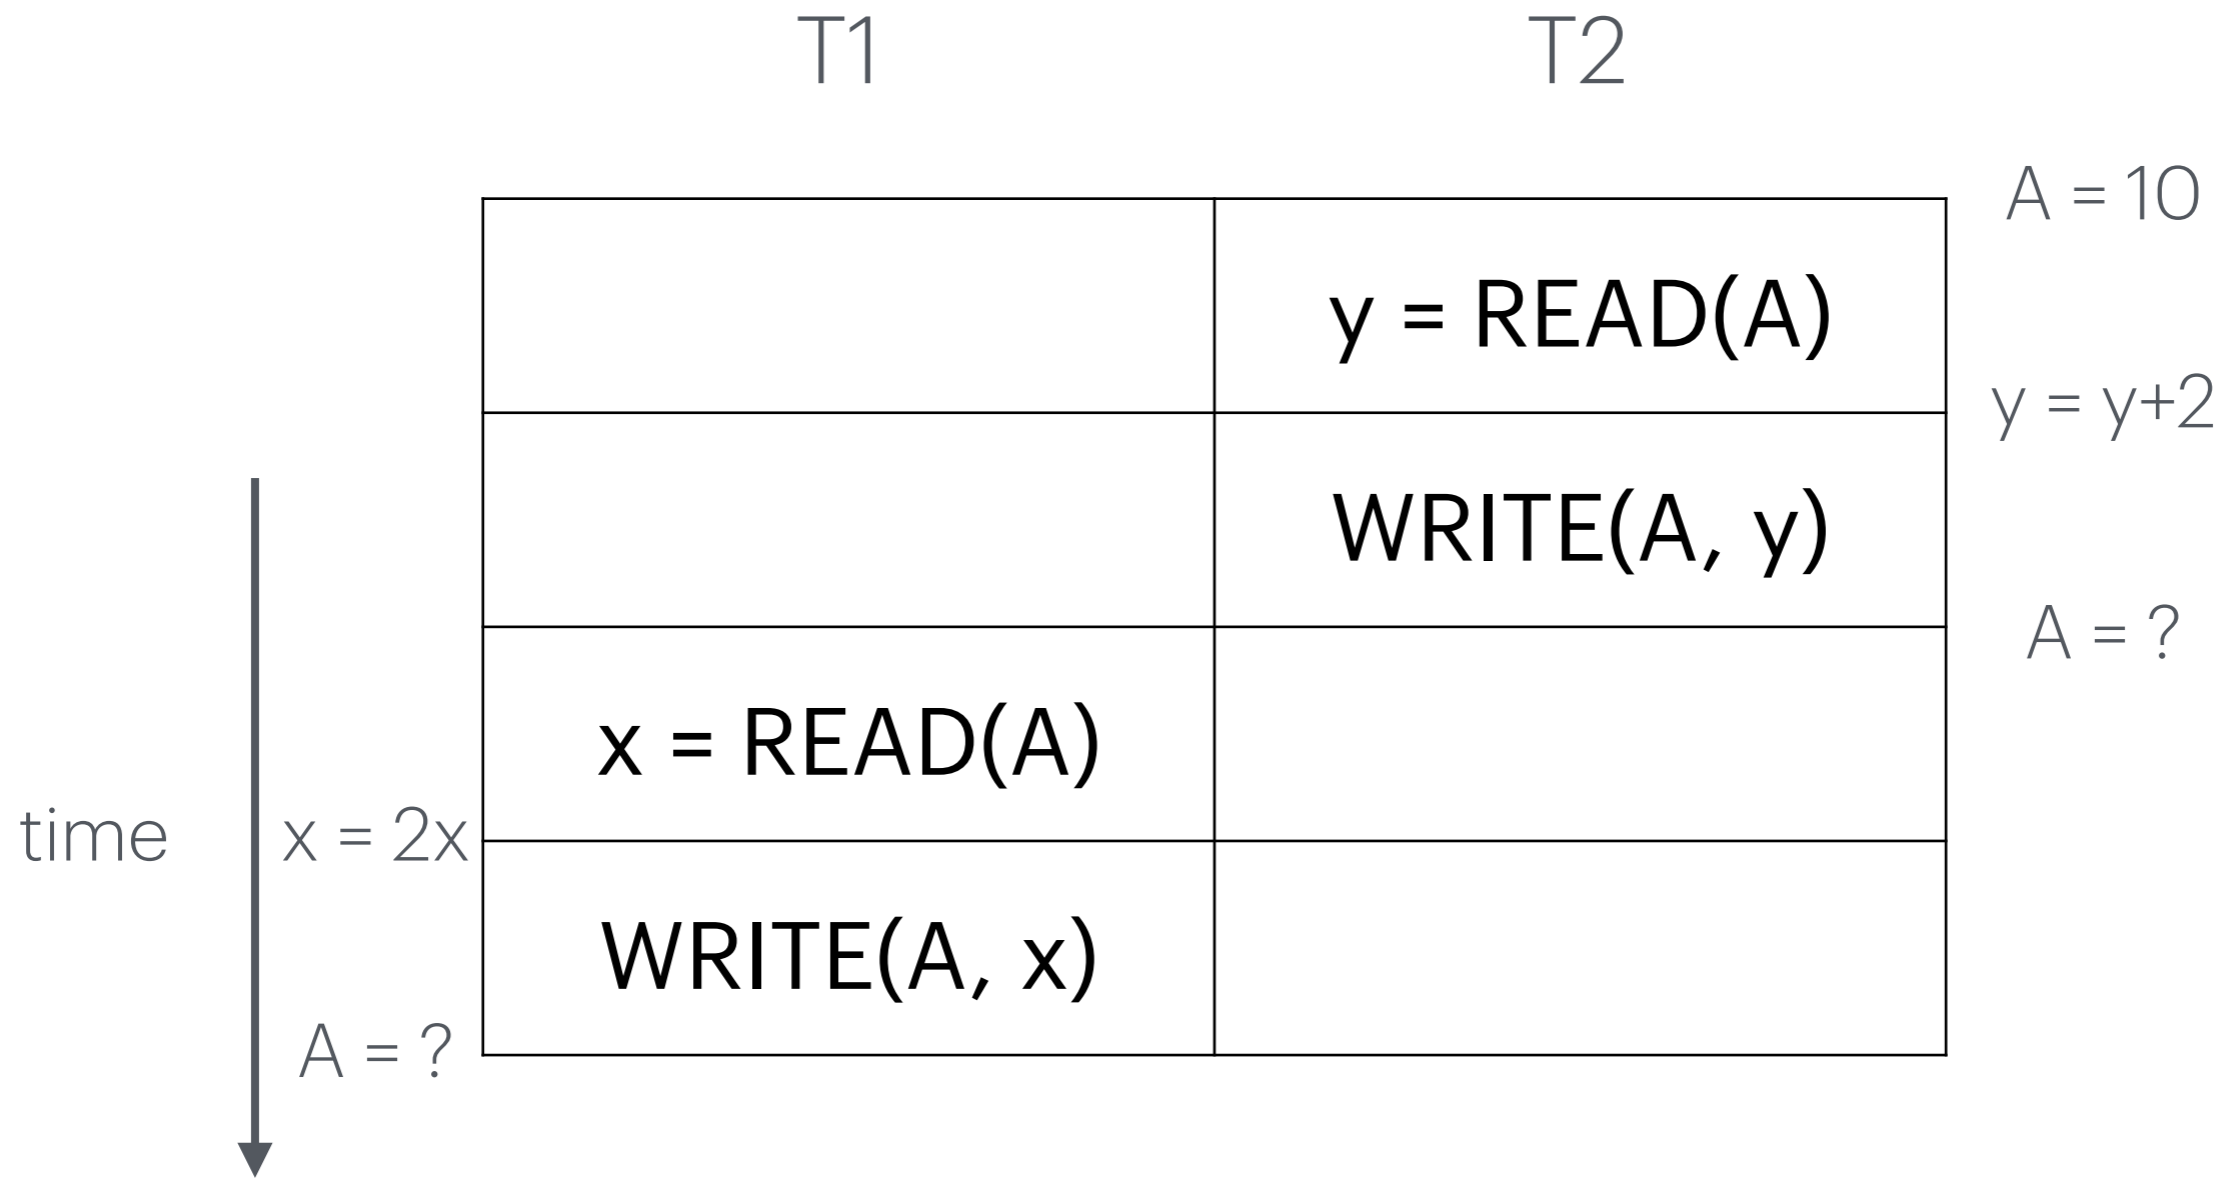 T1 T2
A = 10
y = READ(A)
y = y+2
WRITE(A, y)
A = ?
x = READ(A)
time x = 2x
WRITE(A, x)
A = ?